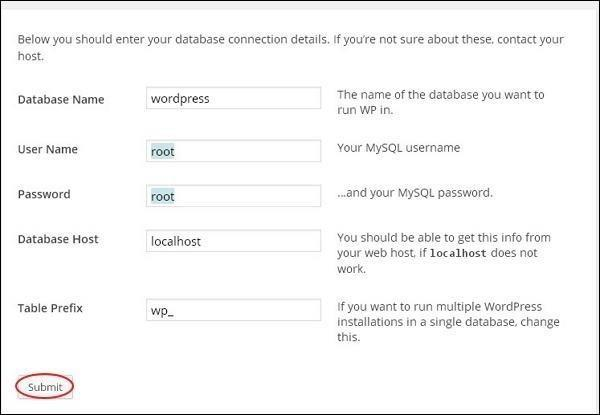 Below you should enter your database connection details. If you're not sure about these, contact your
host.
Database Name
wordpress
The name of the database you want to
run WP in.
User Name
root
Your MySQL username
Password
root
...and your MySQL password.
Database Host
localhost
You should be able to get this info from
your web host, if localhost does not
work.
Table Prefix
wp_
If you want to run multiple WordPress
installations in a single database, change
this.
Submit